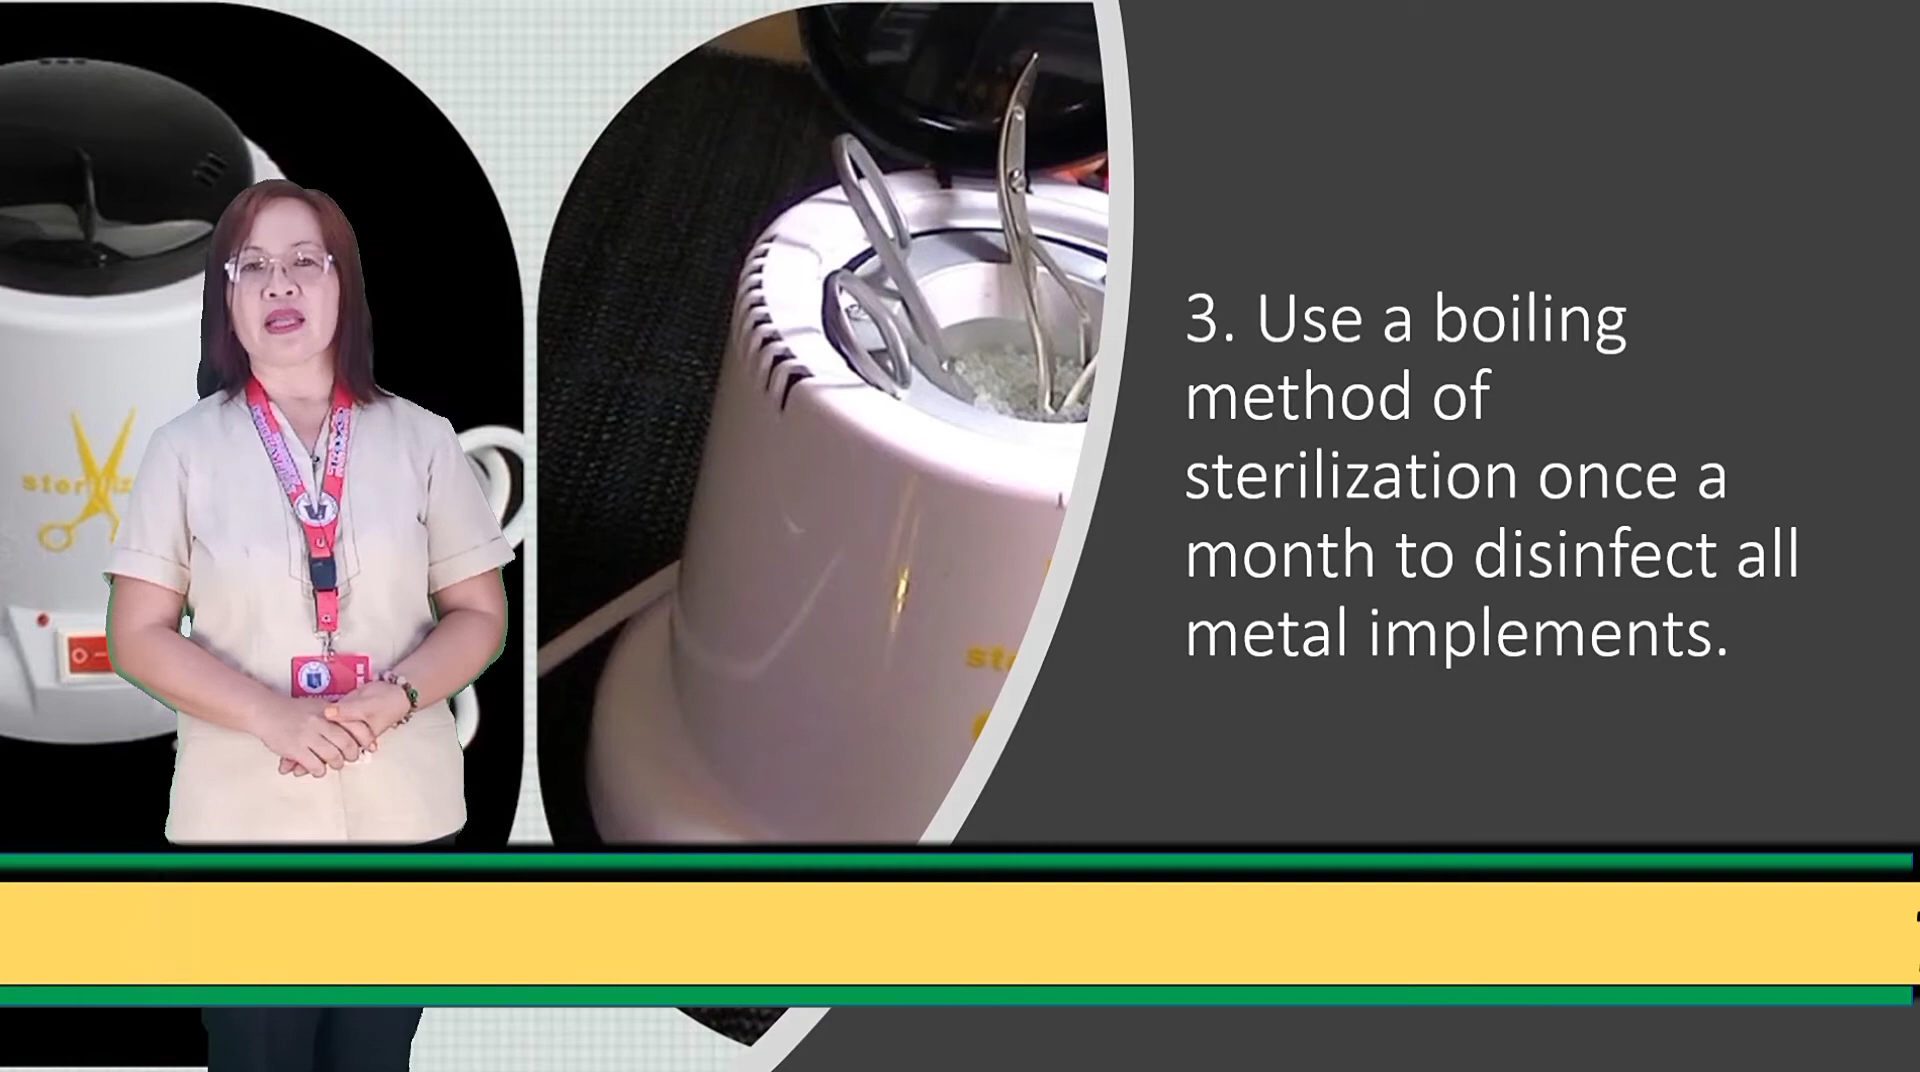 3. Use a boiling
method of
sterilization once a
month to disinfect all
metal implements.